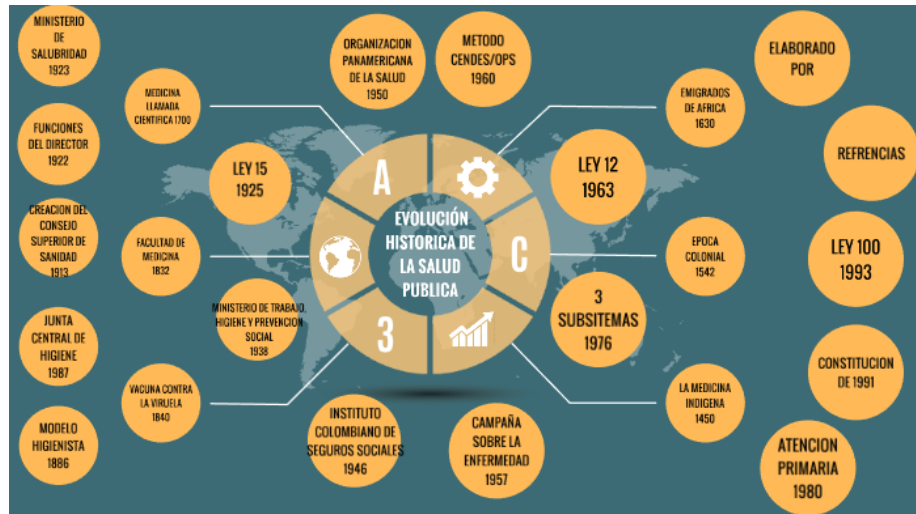 MINISTERIO
DE
SALUBRIDAD
1923
FUNCIONES
DEL DIRECTOR
1922
CREACION DEL
CONSEJO
SUPERIOR DE
SANIDAD
1913
JUNTA
CENTRAL DE
HIGIENE
1987
MODELO
HIGIENISTA
1886
MEDICINA
LLAMADA
CIENTIFICA 1700
LEY 15
1925
FACULTAD DE
MEDICINA
1832
MINISTERIO DE TRABAJO,
HIGIENE Y PREVENCION
SOCIAL
1938
VACUNA CONTRA
LA VIRUELA
1840
ORGANIZACION
PANAMERICANA
DE LA SALUD
1950
METODO
CENDES/OPS
1960
A
C
3
EVOLUCIÓN
HISTORICA DE
LA SALUD
PUBLICA
INSTITUTO
COLOMBIANO DE
SEGUROS SOCIALES
1946
CAMPAÑA
SOBRE LA
ENFERMEDAD
1957
EMIGRADOS
DE AFRICA
1630
LEY 12
1963
EPOCA
COLONIAL
1542
3
SUBSITEMAS
1976
LA MEDICINA
INDIGENA
1450
ELABORADO
POR
REFRENCIAS
LEY 100
1993
CONSTITUCION
DE 1991
ATENCION
PRIMARIA
1980